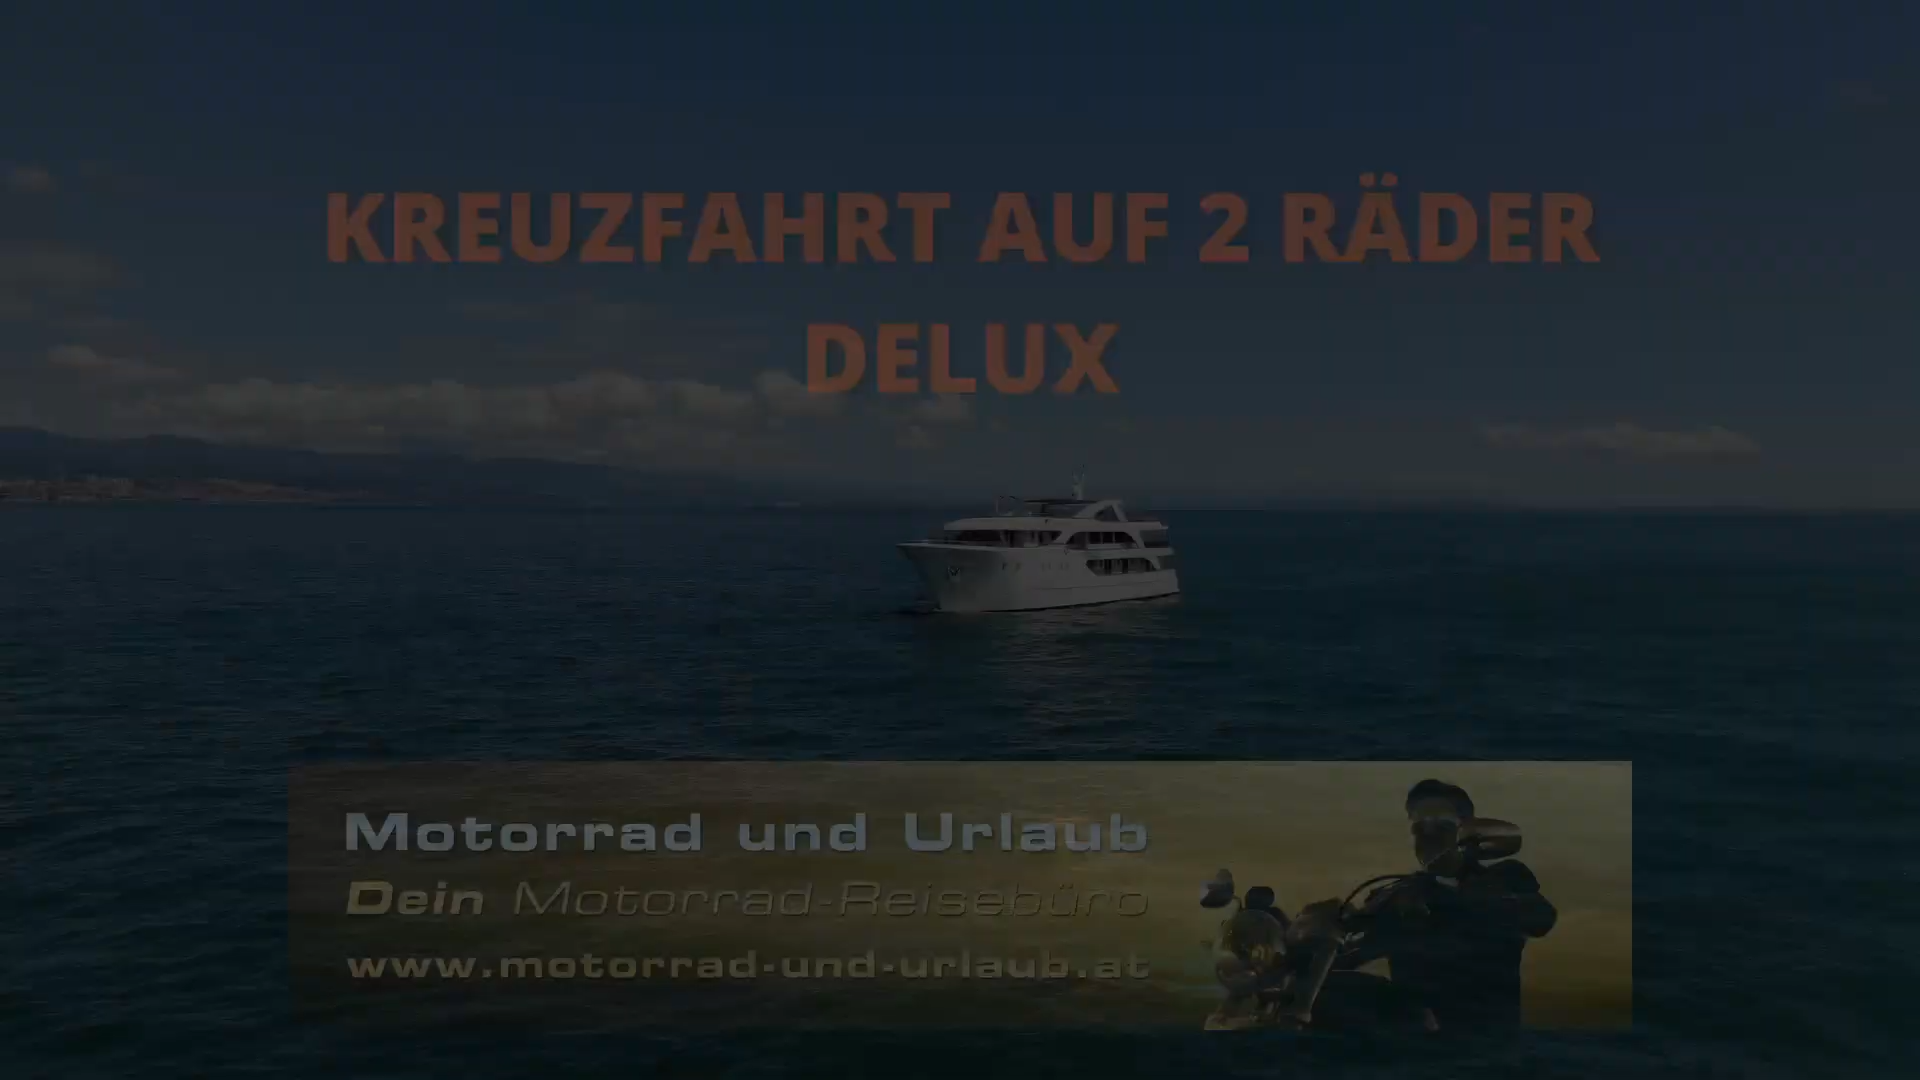 KREUZFAHRT AUF 2 RÄDER
DELUX
Motorrad und Urlaub
Dein Motorrad-Reisebüro
www.motorrad-und-urlaub.at